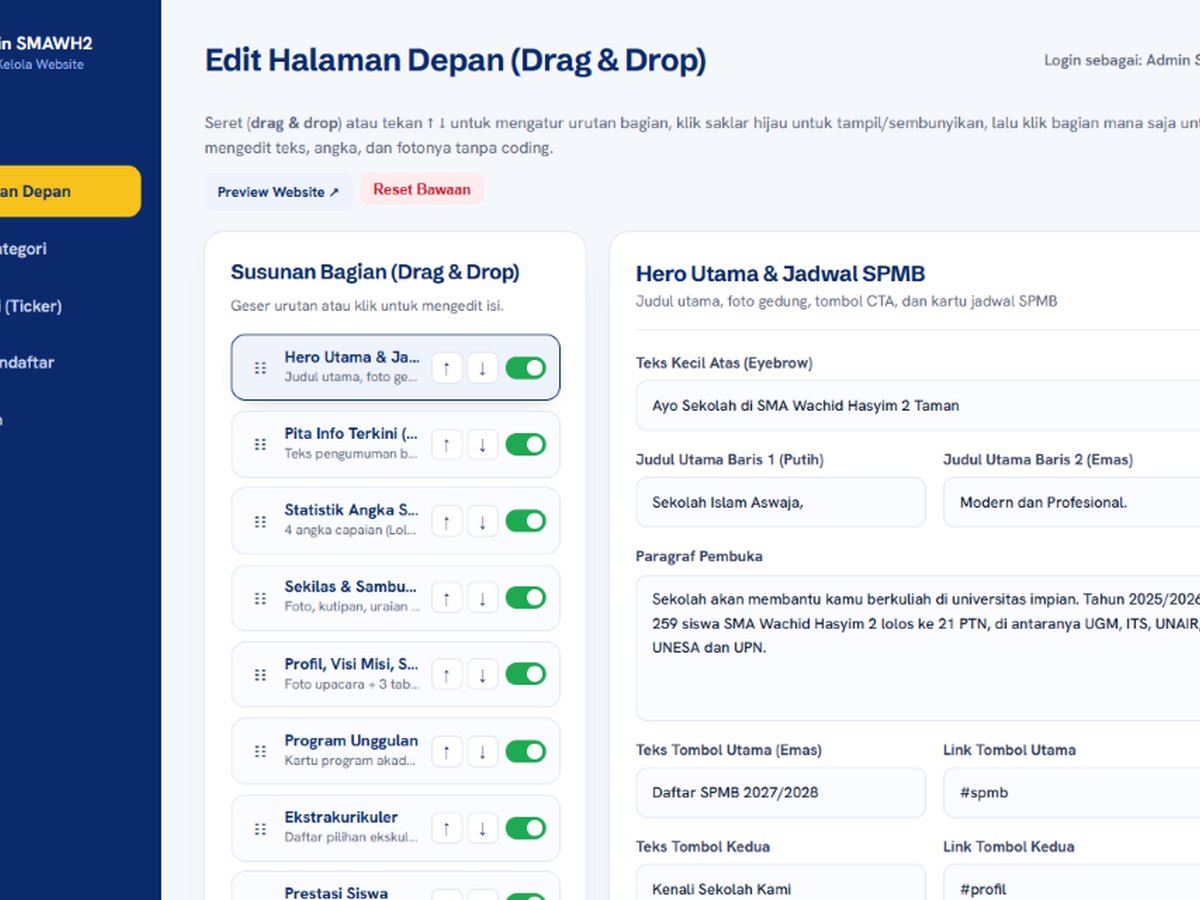 in SMAWH2
Kelola Website
an Depan
ategori
i (Ticker)
ndaftar
Edit Halaman Depan (Drag & Drop)
Login sebagai: Admin S
Seret (drag & drop) atau tekan ↑ ↓ untuk mengatur urutan bagian, klik saklar hijau untuk tampil/sembunyikan, lalu klik bagian mana saja unt
mengedit teks, angka, dan fotonya tanpa coding.
Preview Website ↗
Reset Bawaan
Susunan Bagian (Drag & Drop)
Geser urutan atau klik untuk mengedit isi.
Hero Utama & Ja...
Judul utama, foto ge...
↑ ↓
Pita Info Terkini (...
Teks pengumuman b...
↑ ↓
Statistik Angka S...
4 angka capaian (Lol...
↑ ↓
Sekilas & Sambu...
Foto, kutipan, uraian ...
↑ ↓
Profil, Visi Misi, S...
Foto upacara + 3 tab...
↑ ↓
Program Unggulan
Kartu program akad...
↑ ↓
Ekstrakurikuler
Daftar pilihan ekskul...
↑ ↓
Prestasi Siswa
Hero Utama & Jadwal SPMB
Judul utama, foto gedung, tombol CTA, dan kartu jadwal SPMB
Teks Kecil Atas (Eyebrow)
Ayo Sekolah di SMA Wachid Hasyim 2 Taman
Judul Utama Baris 1 (Putih)
Sekolah Islam Aswaja,
Judul Utama Baris 2 (Emas)
Modern dan Profesional.
Paragraf Pembuka
Sekolah akan membantu kamu berkuliah di universitas impian. Tahun 2025/2026
259 siswa SMA Wachid Hasyim 2 lolos ke 21 PTN, di antaranya UGM, ITS, UNAIR,
UNESA dan UPN.
Teks Tombol Utama (Emas)
Daftar SPMB 2027/2028
Link Tombol Utama
#spmb
Teks Tombol Kedua
Kenali Sekolah Kami
Link Tombol Kedua
#profil